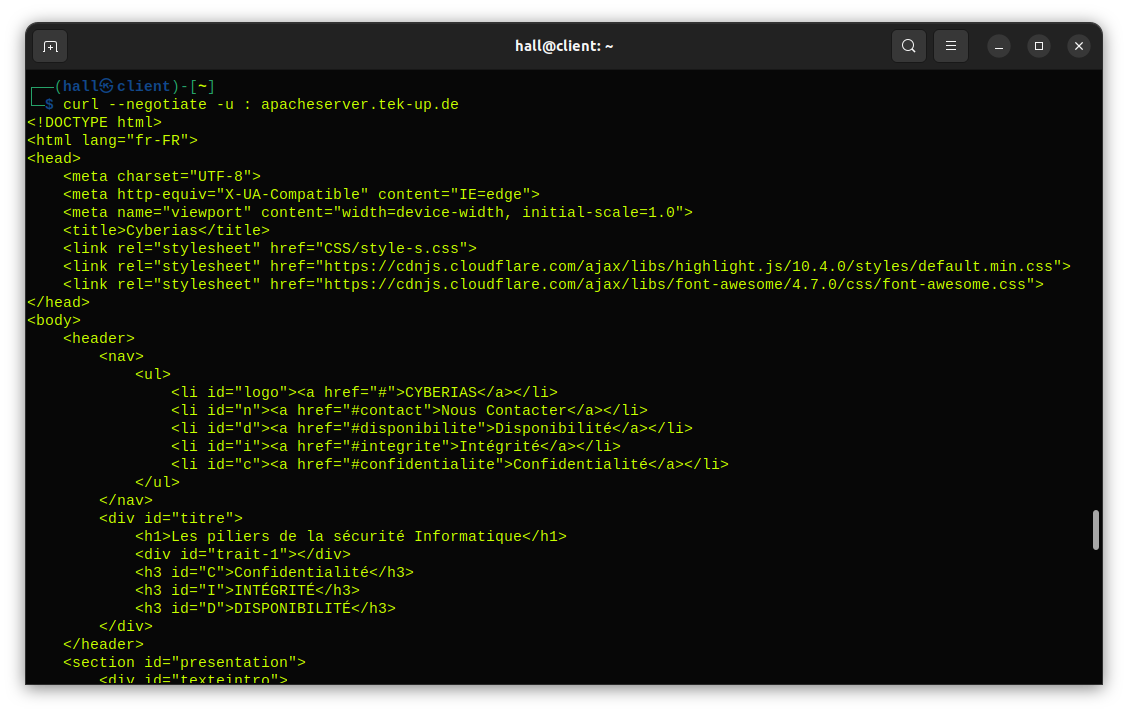 hall@client: ~
┌──(hall㉿client)-[~]
└─$ curl --negotiate -u : apacheserver.tek-up.de
<!DOCTYPE html>
<html lang="fr-FR">
<head>
    <meta charset="UTF-8">
    <meta http-equiv="X-UA-Compatible" content="IE=edge">
    <meta name="viewport" content="width=device-width, initial-scale=1.0">
    <title>Cyberias</title>
    <link rel="stylesheet" href="CSS/style-s.css">
    <link rel="stylesheet" href="https://cdnjs.cloudflare.com/ajax/libs/highlight.js/10.4.0/styles/default.min.css">
    <link rel="stylesheet" href="https://cdnjs.cloudflare.com/ajax/libs/font-awesome/4.7.0/css/font-awesome.css">
</head>
<body>
    <header>
        <nav>
            <ul>
                <li id="logo"><a href="#">CYBERIAS</a></li>
                <li id="n"><a href="#contact">Nous Contacter</a></li>
                <li id="d"><a href="#disponibilite">Disponibilité</a></li>
                <li id="i"><a href="#integrite">Intégrité</a></li>
                <li id="c"><a href="#confidentialite">Confidentialité</a></li>
            </ul>
        </nav>
        <div id="titre">
            <h1>Les piliers de la sécurité Informatique</h1>
            <div id="trait-1"></div>
            <h3 id="C">Confidentialité</h3>
            <h3 id="I">INTÉGRITÉ</h3>
            <h3 id="D">DISPONIBILITÉ</h3>
        </div>
    </header>
    <section id="presentation">
        <div id="texteintro">